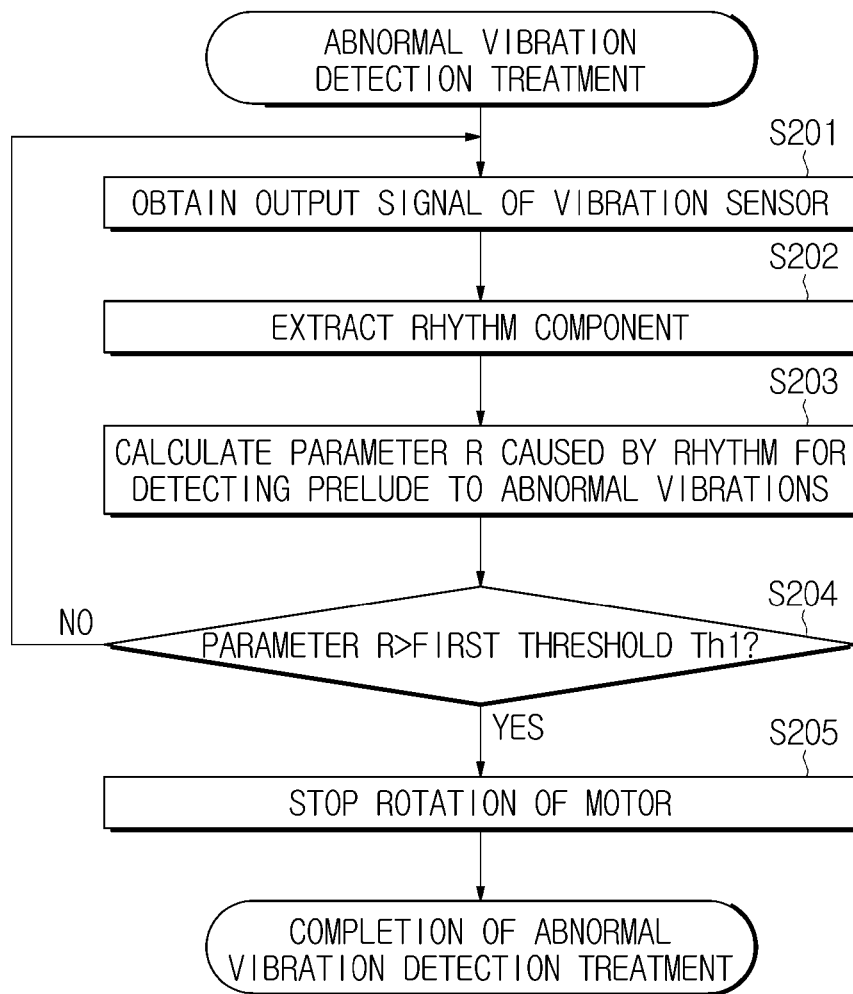 ABNORMAL VIBRATION
DETECTION TREATMENT
S201
OBTAIN OUTPUT SIGNAL OF VIBRATION SENSOR
S202
EXTRACT RHYTHM COMPONENT
S203
CALCULATE PARAMETER R CAUSED BY RHYTHM FOR
DETECTING PRELUDE TO ABNORMAL VIBRATIONS
S204
NO
PARAMETER R>FIRST THRESHOLD Th1?
YES
S205
STOP ROTATION OF MOTOR
COMPLETION OF ABNORMAL
VIBRATION DETECTION TREATMENT